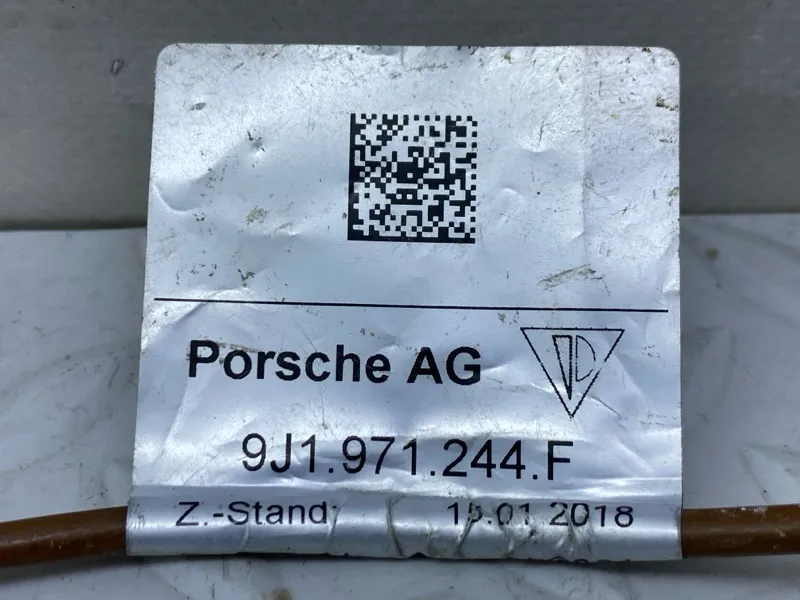 Porsche AG
9J1.971.244.F
Z.-Stand: 15.01.2018